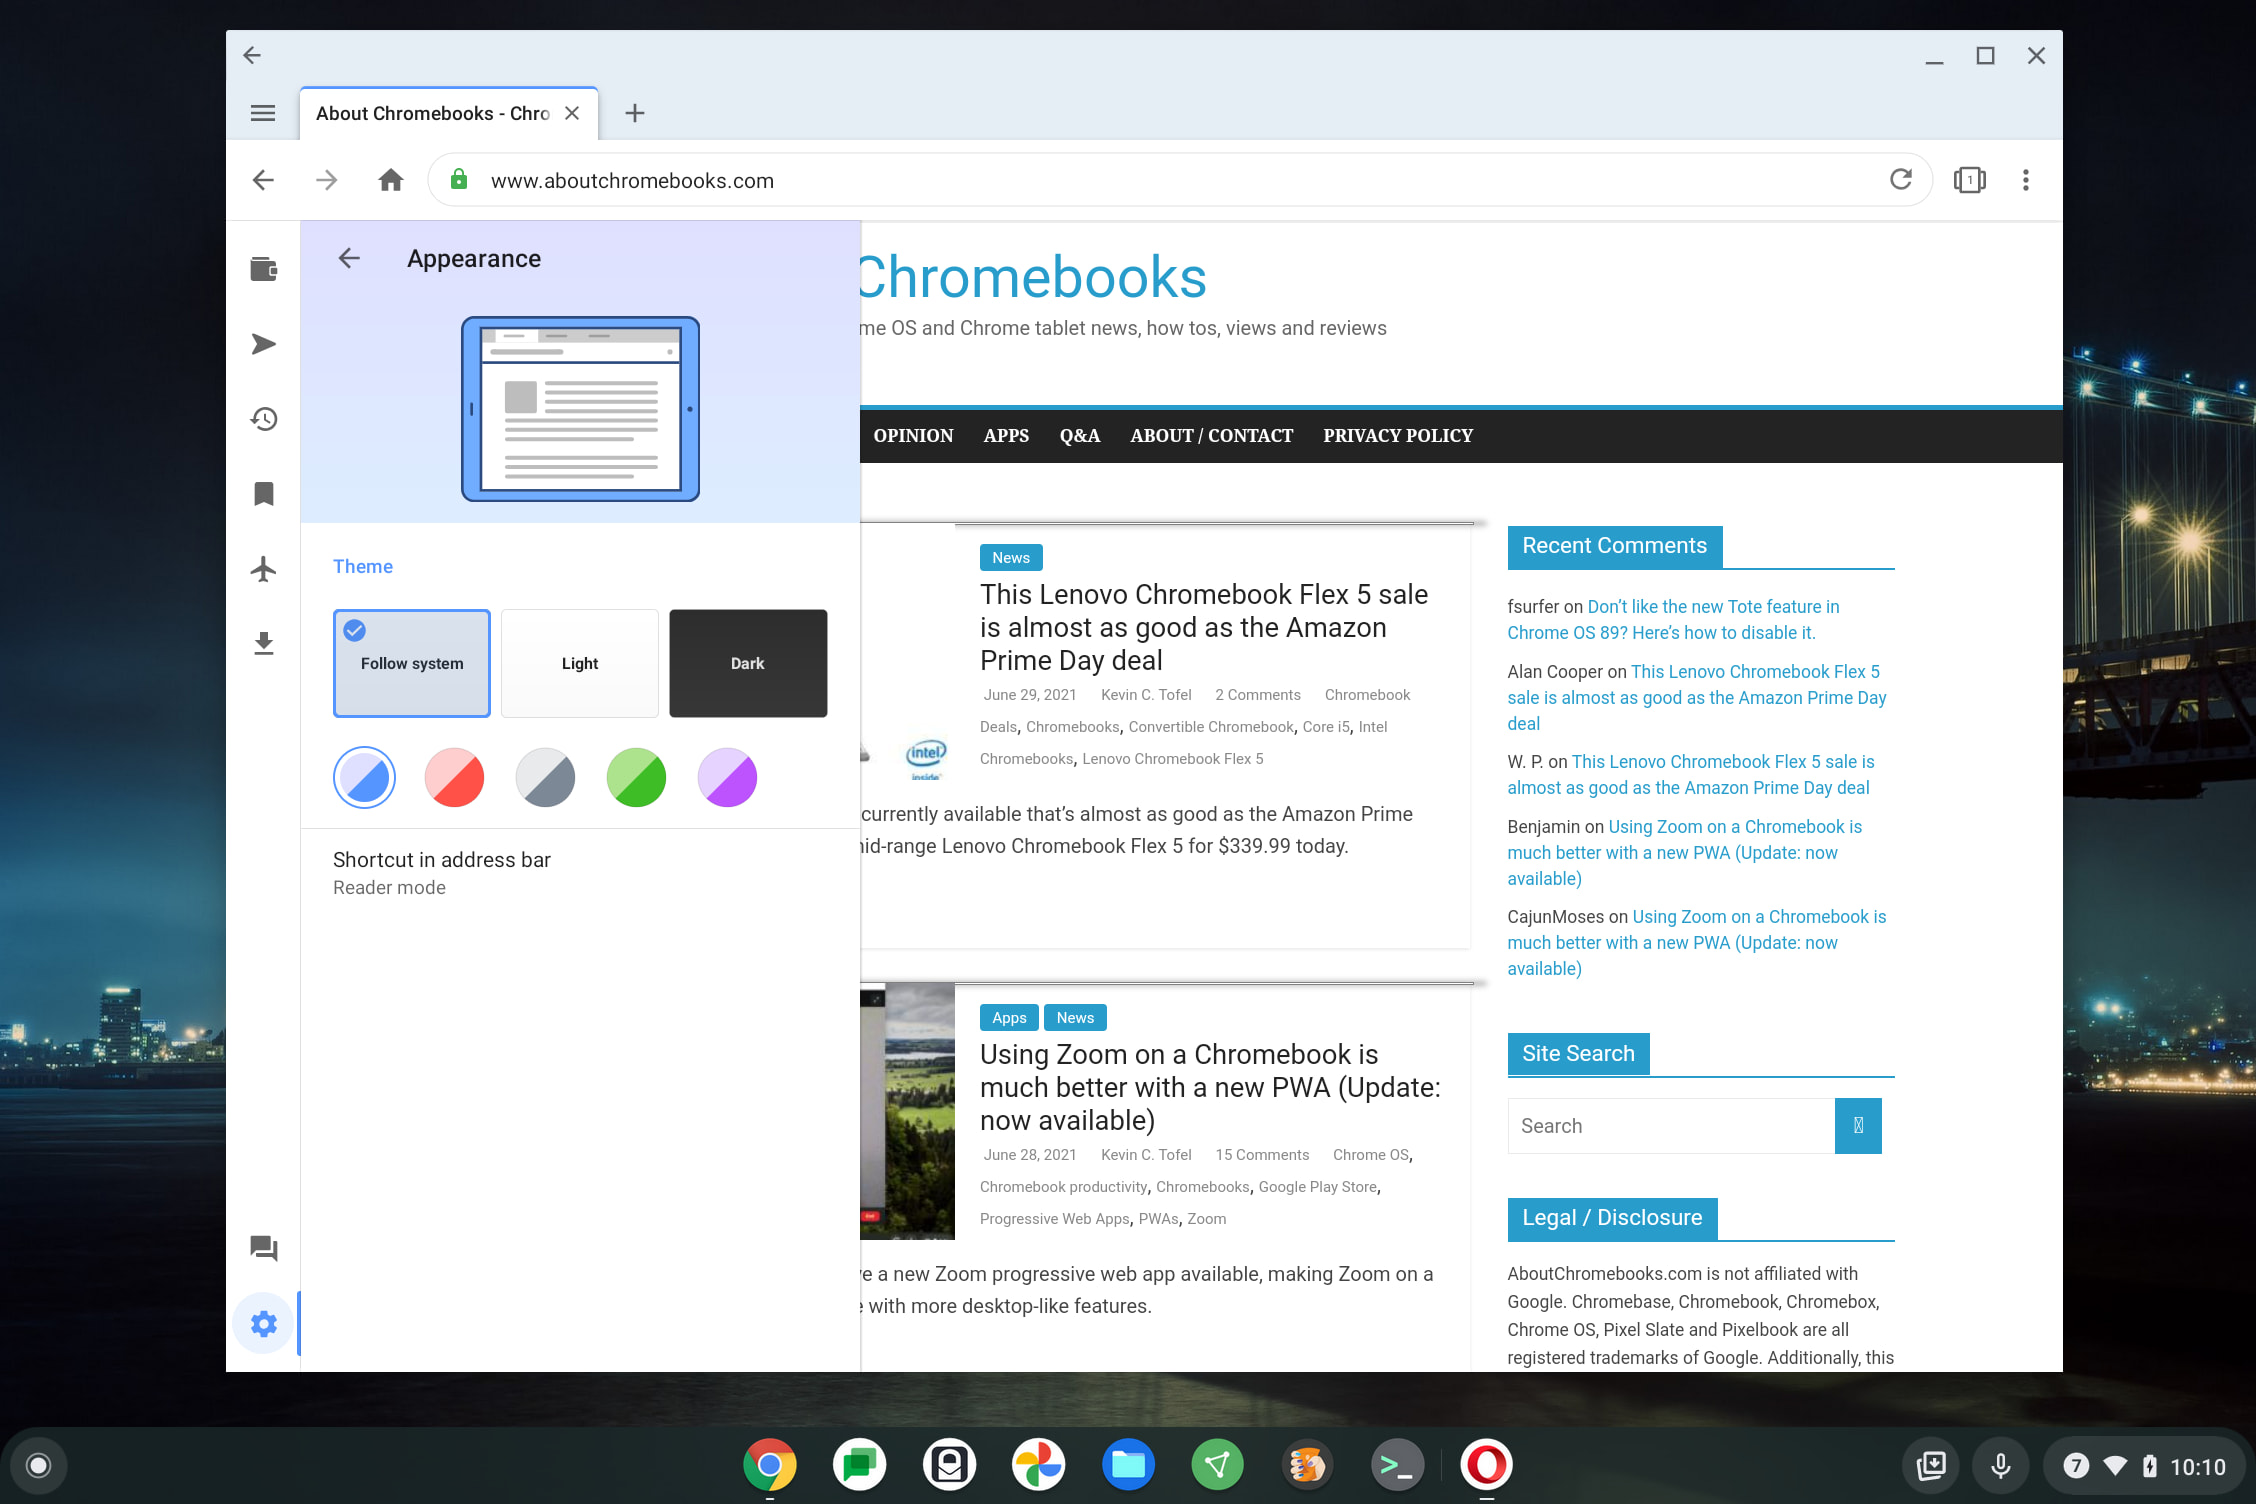 About Chromebooks - Chro
www.aboutchromebooks.com
1
Appearance
Theme
Follow system
Light
Dark
Shortcut in address bar
Reader mode
Chromebooks
me OS and Chrome tablet news, how tos, views and reviews
OPINION APPS Q&A ABOUT / CONTACT PRIVACY POLICY
News
This Lenovo Chromebook Flex 5 sale
is almost as good as the Amazon
Prime Day deal
June 29, 2021 Kevin C. Tofel 2 Comments Chromebook
Deals, Chromebooks, Convertible Chromebook, Core i5, Intel
Chromebooks, Lenovo Chromebook Flex 5
intel
inside
currently available that’s almost as good as the Amazon Prime
id-range Lenovo Chromebook Flex 5 for $339.99 today.
Apps News
Using Zoom on a Chromebook is
much better with a new PWA (Update:
now available)
June 28, 2021 Kevin C. Tofel 15 Comments Chrome OS,
Chromebook productivity, Chromebooks, Google Play Store,
Progressive Web Apps, PWAs, Zoom
e a new Zoom progressive web app available, making Zoom on a
with more desktop-like features.
Recent Comments
fsurfer on Don’t like the new Tote feature in
Chrome OS 89? Here’s how to disable it.
Alan Cooper on This Lenovo Chromebook Flex 5
sale is almost as good as the Amazon Prime Day
deal
W. P. on This Lenovo Chromebook Flex 5 sale is
almost as good as the Amazon Prime Day deal
Benjamin on Using Zoom on a Chromebook is
much better with a new PWA (Update: now
available)
CajunMoses on Using Zoom on a Chromebook is
much better with a new PWA (Update: now
available)
Site Search
Search
Legal / Disclosure
AboutChromebooks.com is not affiliated with
Google. Chromebase, Chromebook, Chromebox,
Chrome OS, Pixel Slate and Pixelbook are all
registered trademarks of Google. Additionally, this
7 10:10